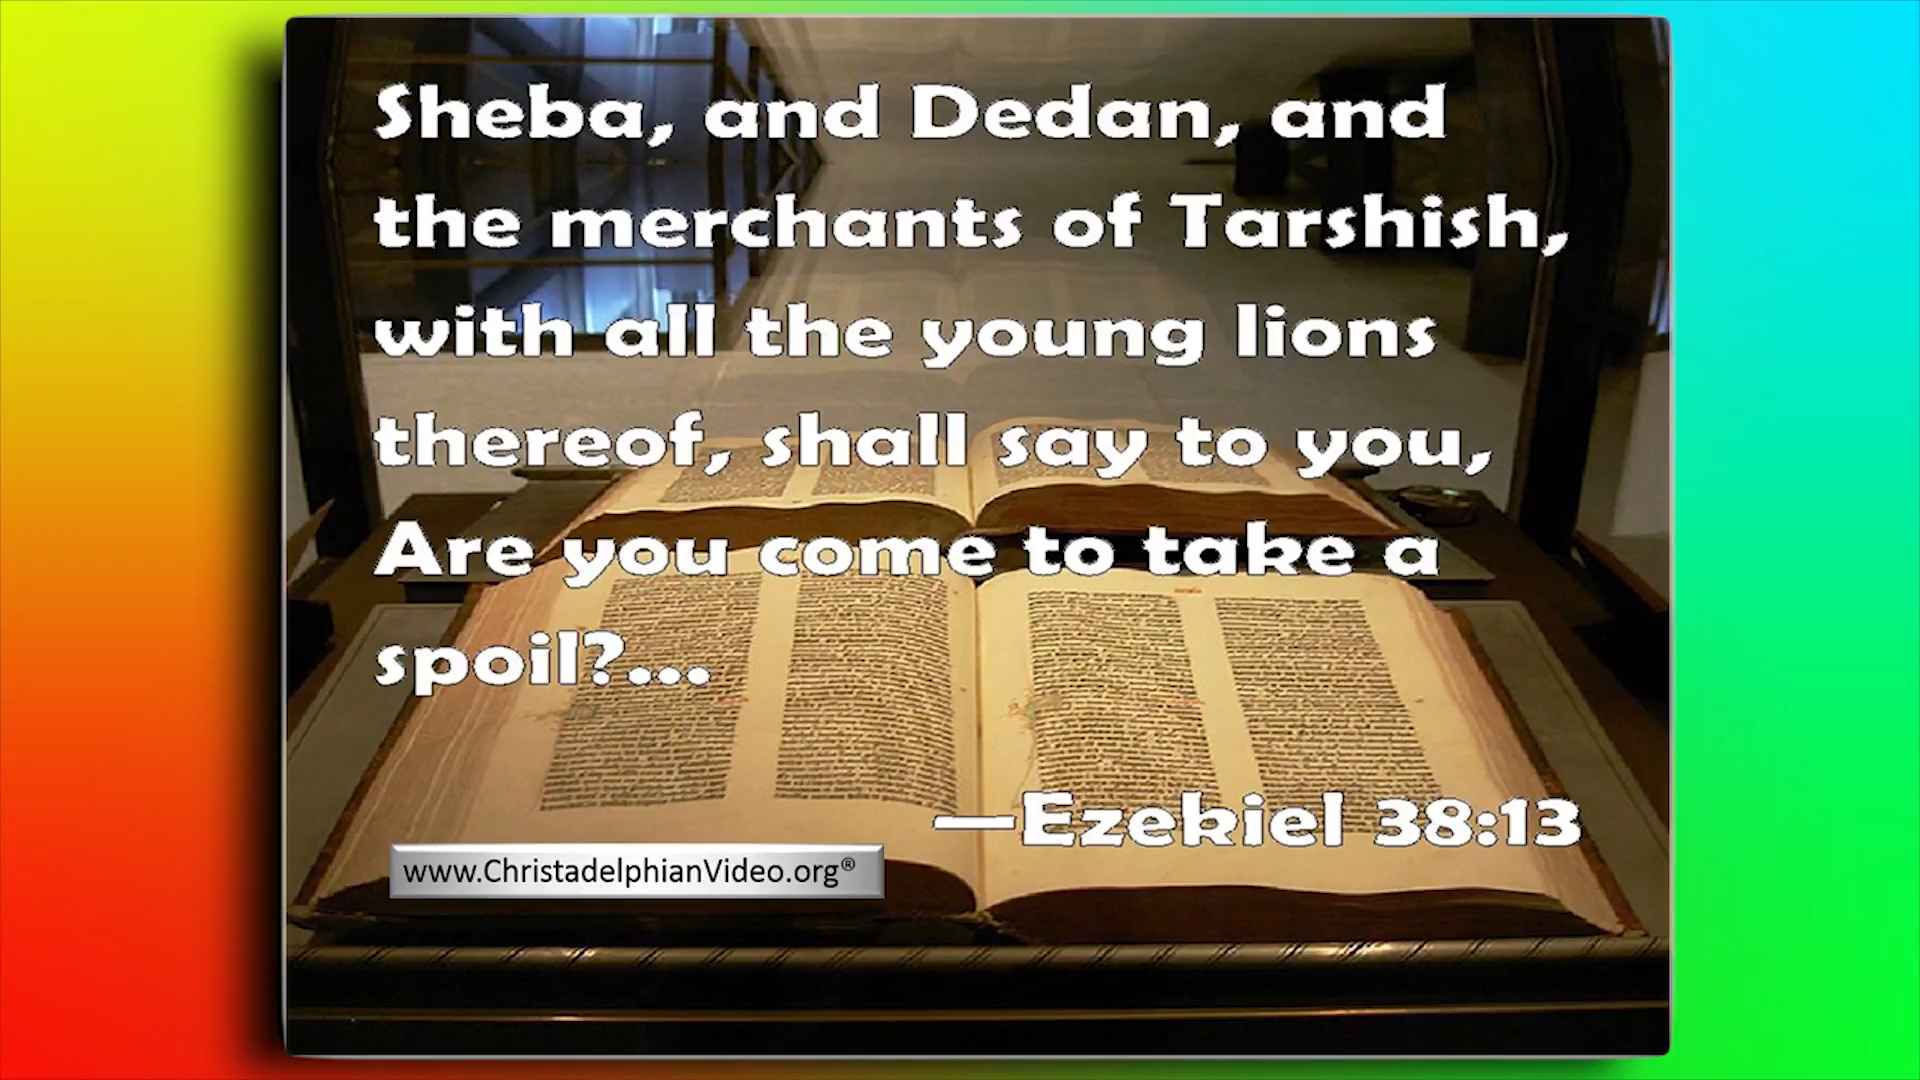 Sheba, and Dedan, and
the merchants of Tarshish,
with all the young lions
thereof, shall say to you,
Are you come to take a
spoil?...
—Ezekiel 38:13
www.ChristadelphianVideo.org®